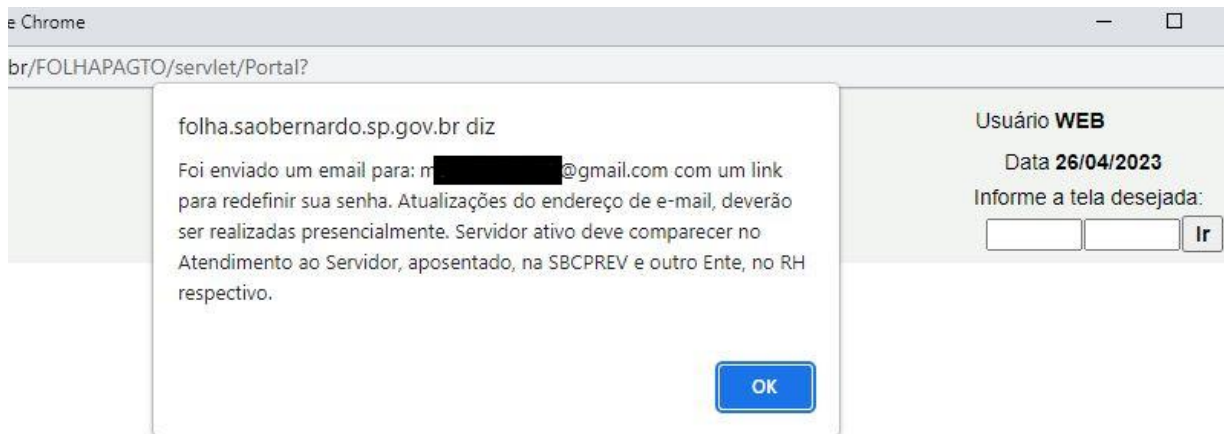 e Chrome
br/FOLHAPAGTO/servlet/Portal?
folha.saobernardo.sp.gov.br diz
Foi enviado um email para: m @gmail.com com um link
para redefinir sua senha. Atualizações do endereço de e-mail, deverão
ser realizadas presencialmente. Servidor ativo deve comparecer no
Atendimento ao Servidor, aposentado, na SBCPREV e outro Ente, no RH
respectivo.
OK
Usuário WEB
Data 26/04/2023
Informe a tela desejada:
Ir